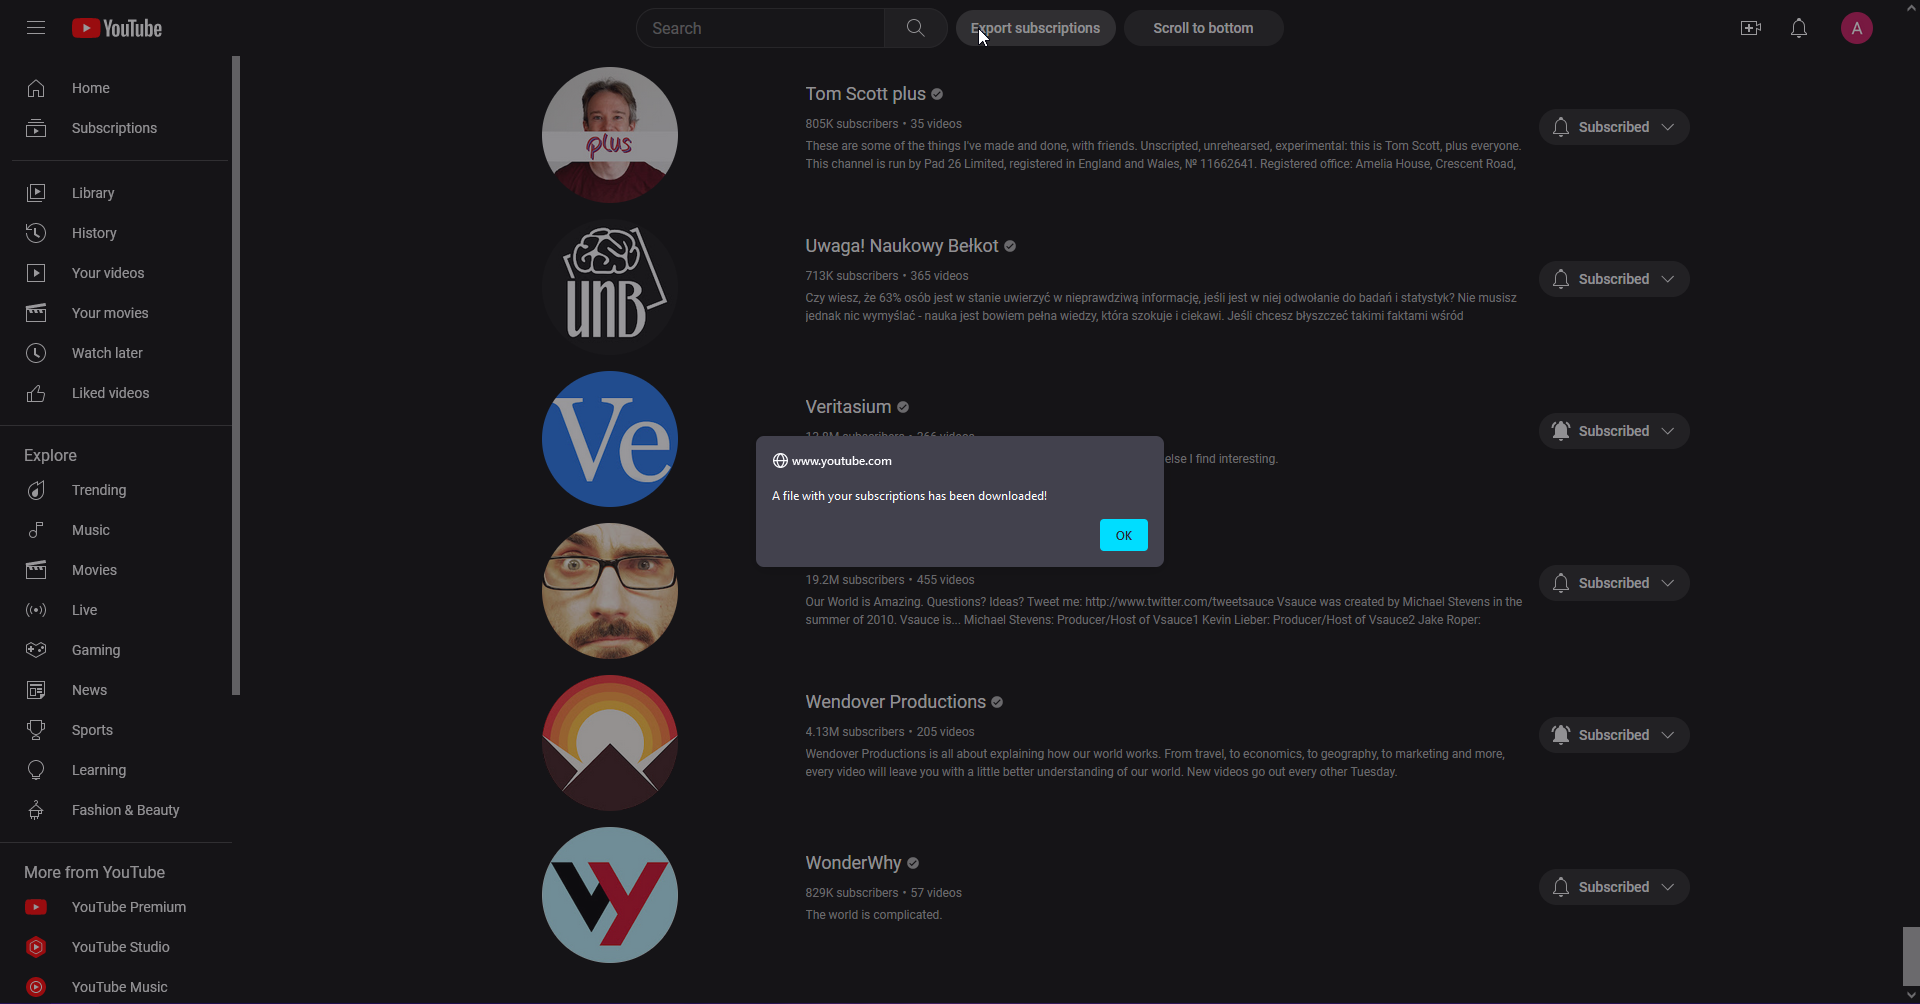 YouTube
Search
Export subscriptions
Scroll to bottom
A
Home
Subscriptions
Library
History
Your videos
Your movies
Watch later
Liked videos
Explore
Trending
Music
Movies
Live
Gaming
News
Sports
Learning
Fashion & Beauty
More from YouTube
YouTube Premium
YouTube Studio
YouTube Music
plus
Tom Scott plus
805K subscribers • 35 videos
These are some of the things I've made and done, with friends. Unscripted, unrehearsed, experimental: this is Tom Scott, plus everyone.
This channel is run by Pad 26 Limited, registered in England and Wales, № 11662641. Registered office: Amelia House, Crescent Road,
Subscribed
UNB
Uwaga! Naukowy Bełkot
713K subscribers • 365 videos
Czy wiesz, że 63% osób jest w stanie uwierzyć w nieprawdziwą informację, jeśli jest w niej odwołanie do badań i statystyk? Nie musisz
jednak nic wymyślać - nauka jest bowiem pełna wiedzy, która szokuje i ciekawi. Jeśli chcesz błyszczeć takimi faktami wśród
Subscribed
Ve
Veritasium
else I find interesting.
Subscribed
www.youtube.com
A file with your subscriptions has been downloaded!
OK
19.2M subscribers • 455 videos
Our World is Amazing. Questions? Ideas? Tweet me: http://www.twitter.com/tweetsauce Vsauce was created by Michael Stevens in the
summer of 2010. Vsauce is... Michael Stevens: Producer/Host of Vsauce1 Kevin Lieber: Producer/Host of Vsauce2 Jake Roper:
Subscribed
Wendover Productions
4.13M subscribers • 205 videos
Wendover Productions is all about explaining how our world works. From travel, to economics, to geography, to marketing and more,
every video will leave you with a little better understanding of our world. New videos go out every other Tuesday.
Subscribed
WY
WonderWhy
829K subscribers • 57 videos
The world is complicated.
Subscribed